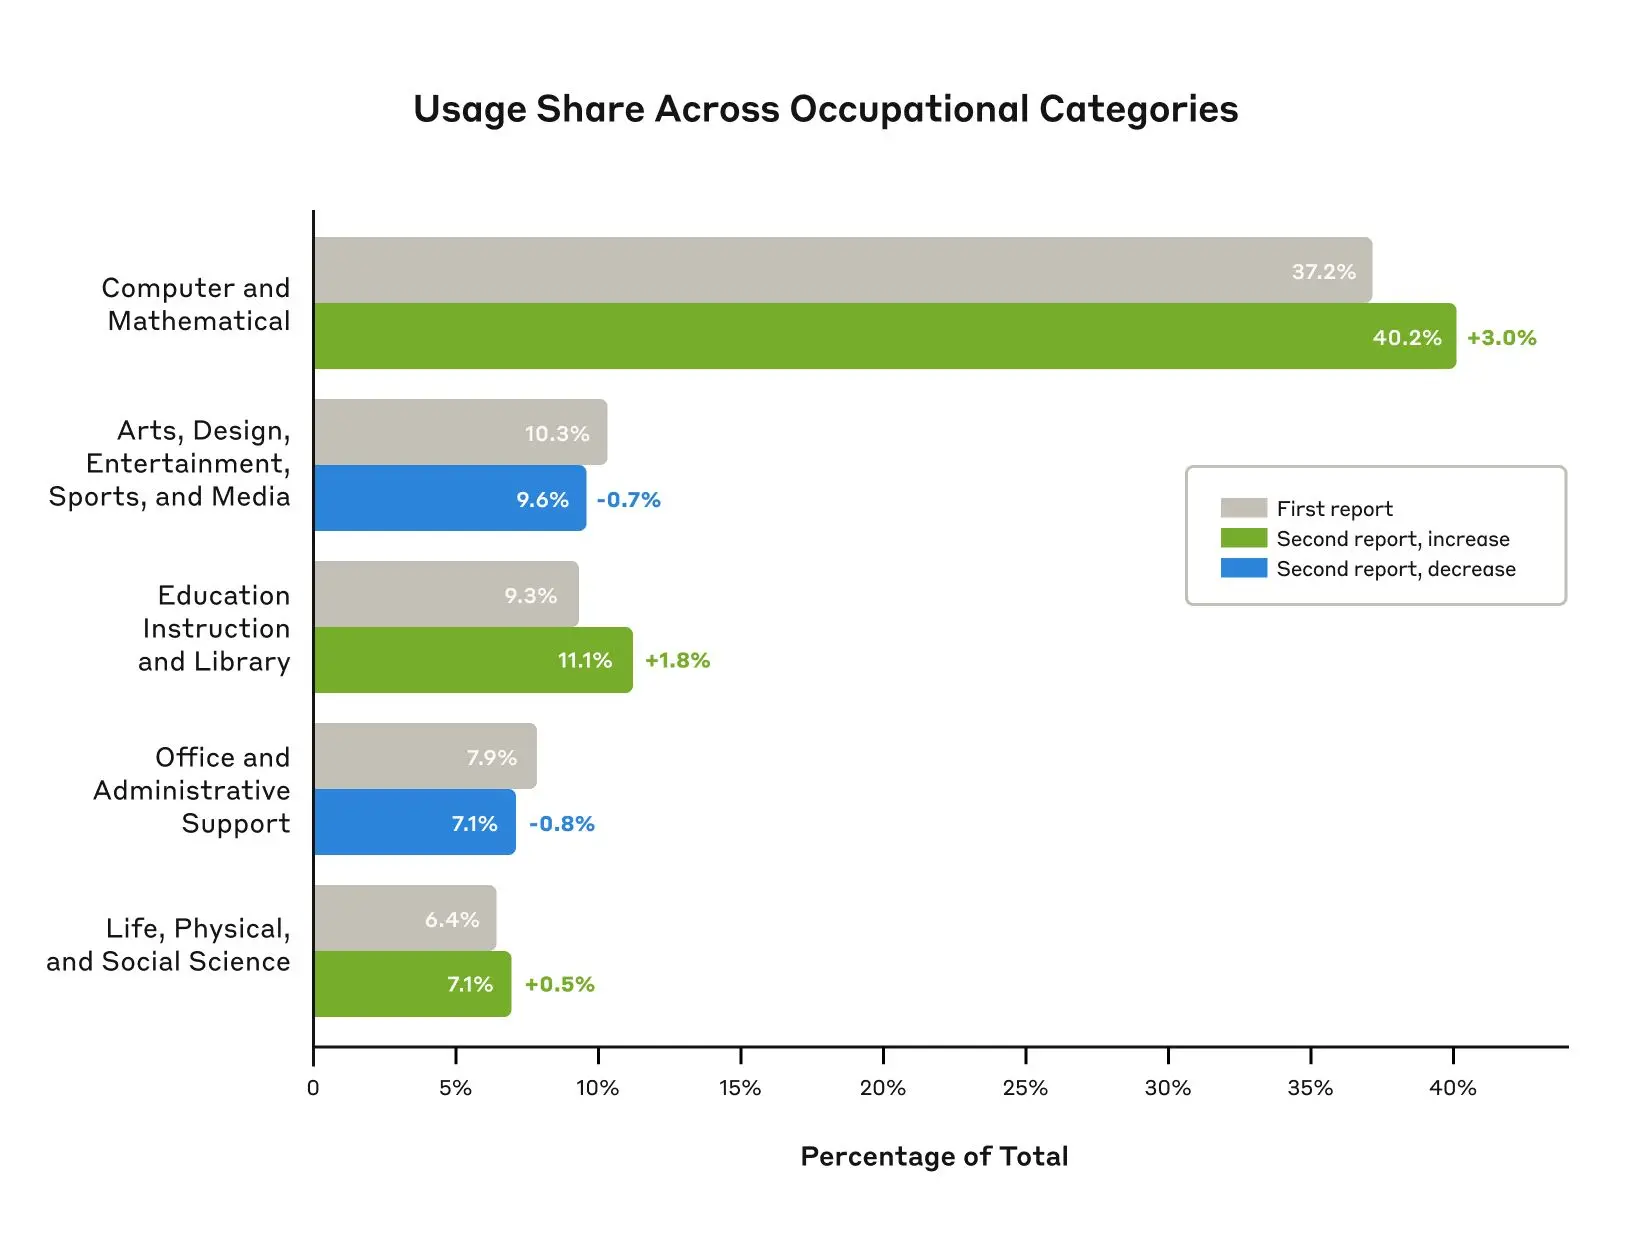 Usage Share Across Occupational Categories
Computer and
Mathematical
37.2%
40.2% +3.0%
Arts, Design,
Entertainment,
Sports, and Media
10.3%
9.6% -0.7%
Education
Instruction
and Library
9.3%
11.1% +1.8%
Office and
Administrative
Support
7.9%
7.1% -0.8%
Life, Physical,
and Social Science
6.4%
7.1% +0.5%
First report
Second report, increase
Second report, decrease
0 5% 10% 15% 20% 25% 30% 35% 40%
Percentage of Total